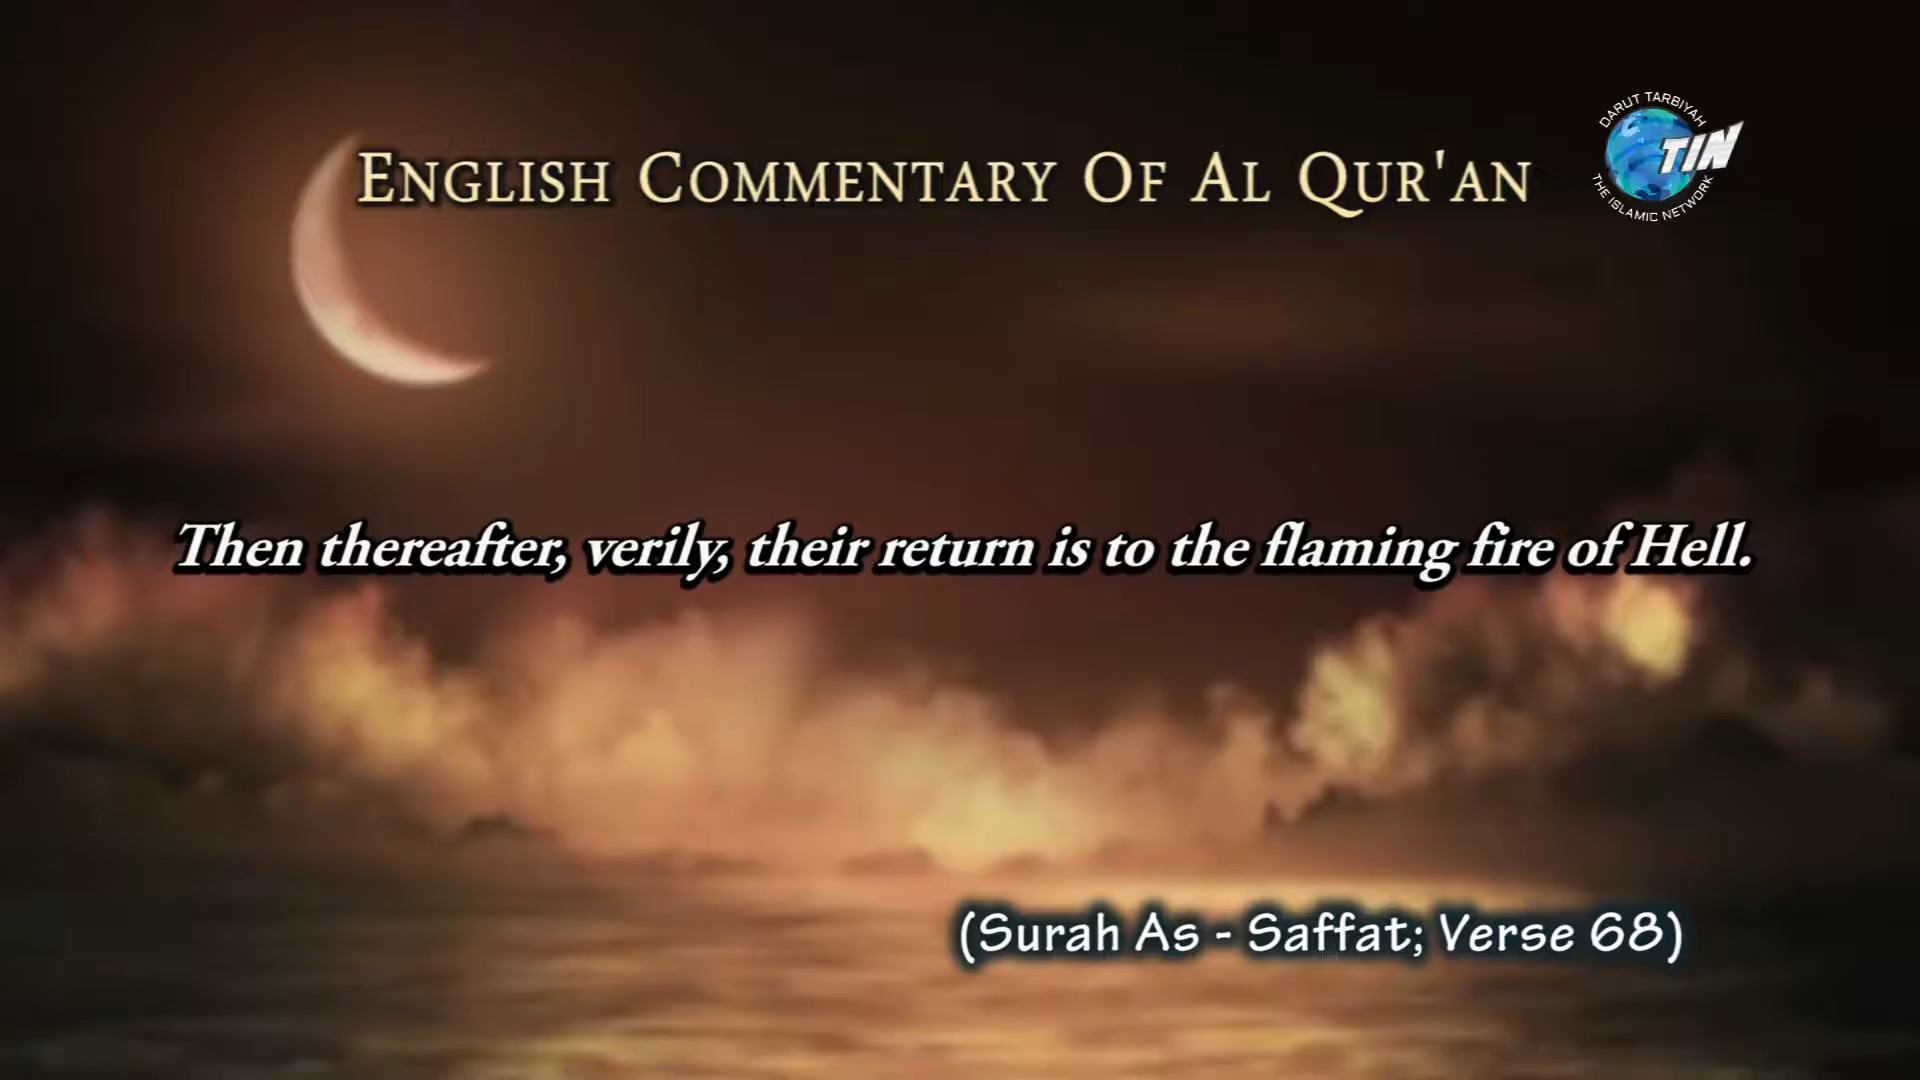 DARUT TARBIYAH
TIN
THE ISLAMIC NETWORK
ENGLISH COMMENTARY OF AL QUR'AN
Then thereafter, verily, their return is to the flaming fire of Hell.
(Surah As - Saffat; Verse 68)